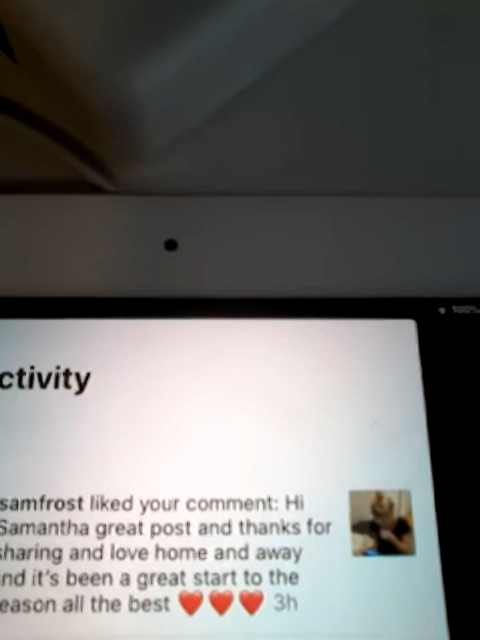 ctivity
samfrost liked your comment: Hi
Samantha great post and thanks for
sharing and love home and away
nd it's been a great start to the
eason all the best ❤️❤️❤️ 3h